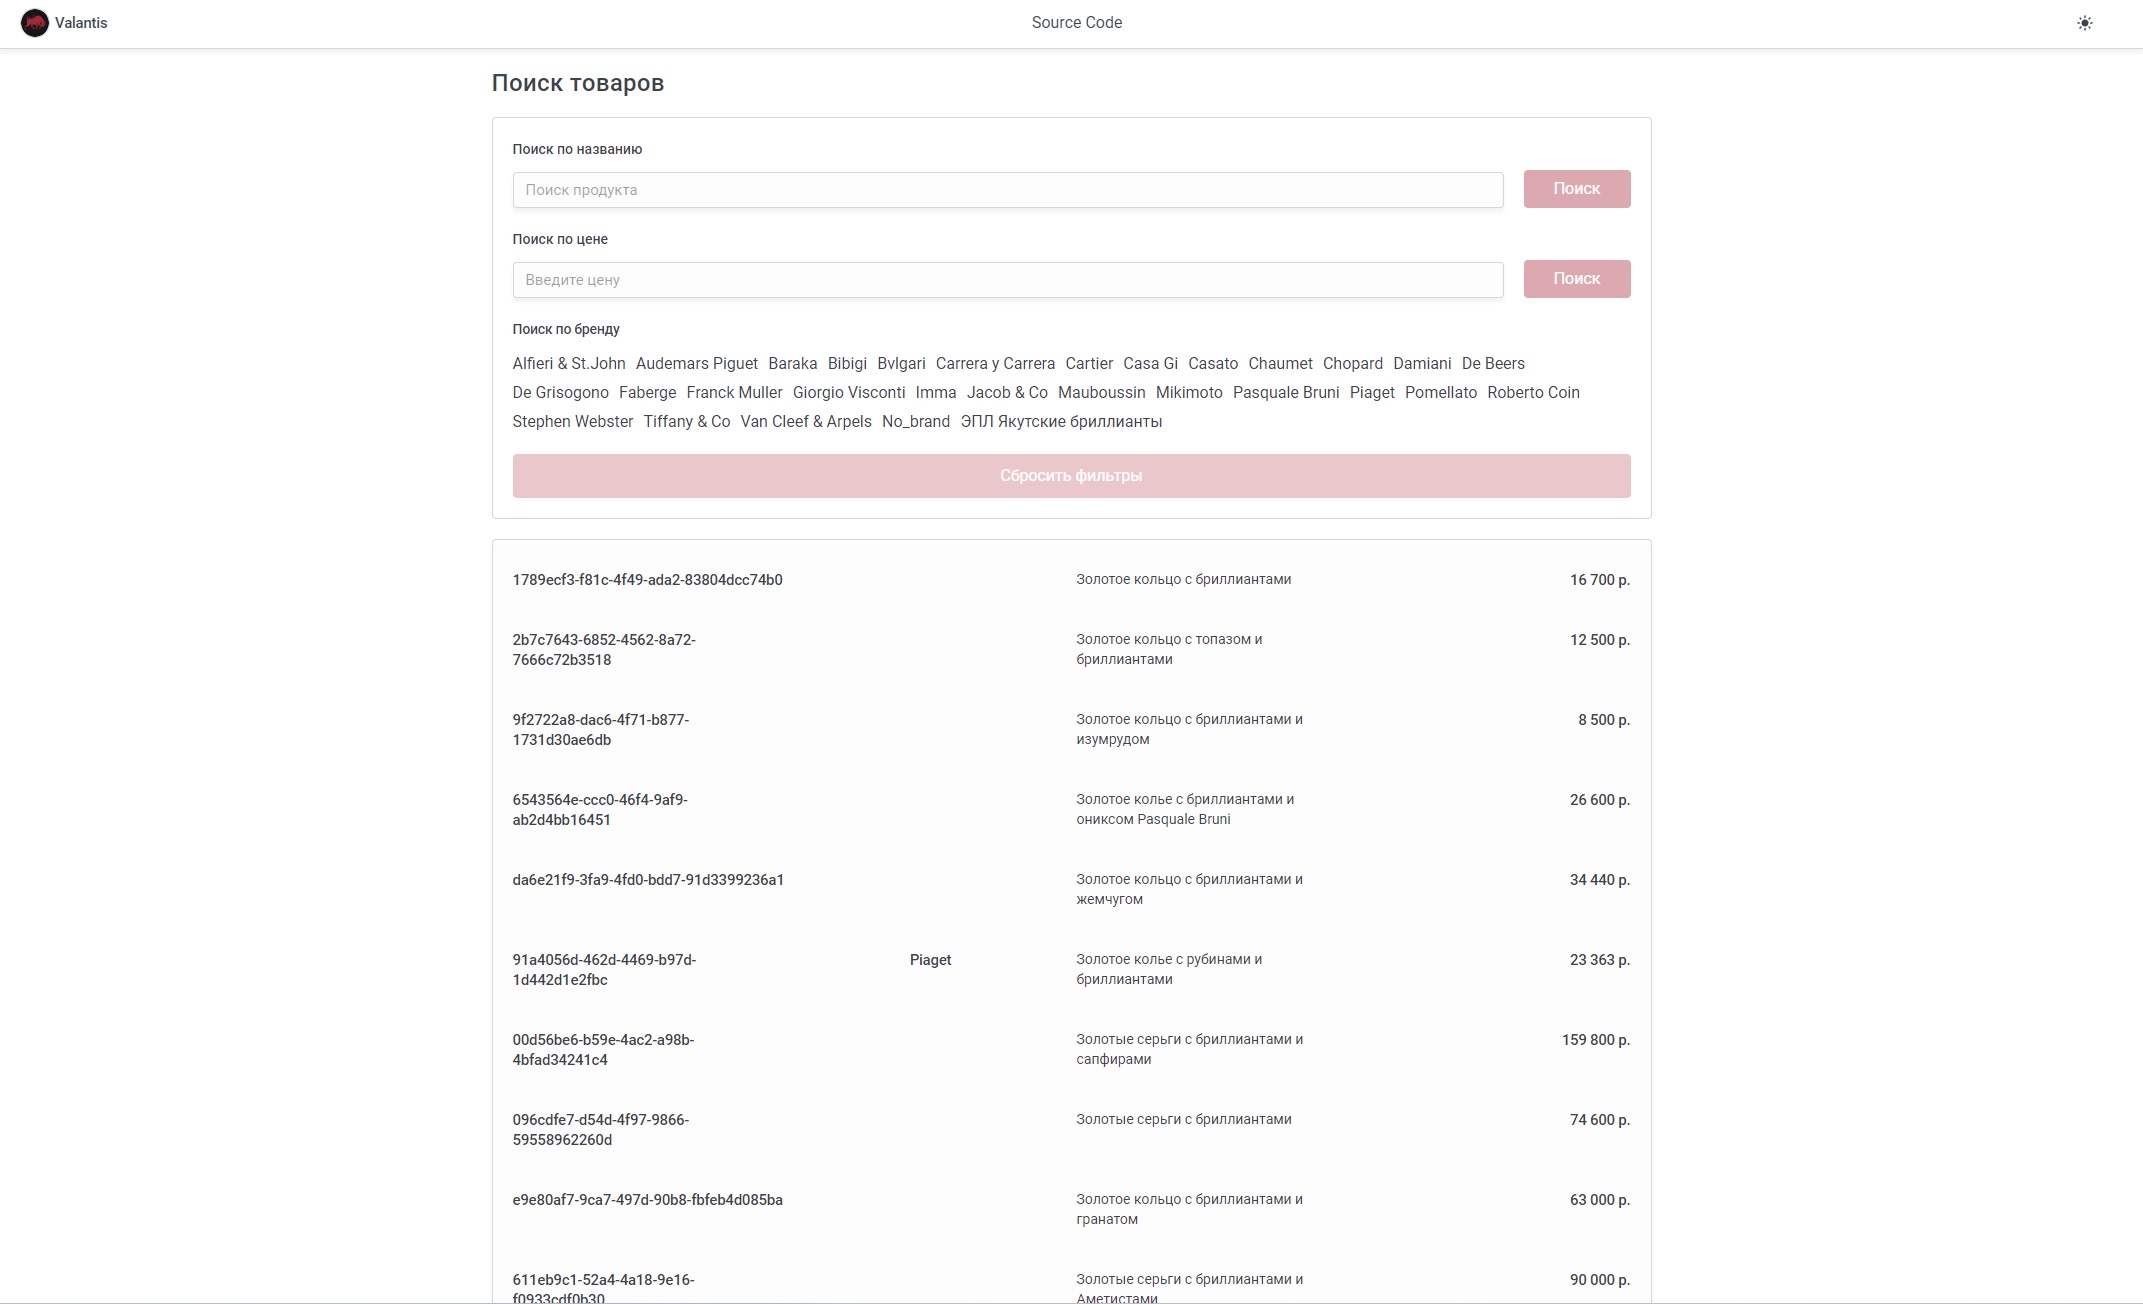 Valantis
Source Code
Поиск товаров
Поиск по названию
Поиск продукта
Поиск
Поиск по цене
Введите цену
Поиск
Поиск по бренду
Alfieri & St.John Audemars Piguet Baraka Bibigi Bvlgari Carrera y Carrera Cartier Casa Gi Casato Chaumet Chopard Damiani De Beers
De Grisogono Faberge Franck Muller Giorgio Visconti Imma Jacob & Co Mauboussin Mikimoto Pasquale Bruni Piaget Pomellato Roberto Coin
Stephen Webster Tiffany & Co Van Cleef & Arpels No_brand ЭПЛ Якутские бриллианты
Сбросить фильтры
1789ecf3-f81c-4f49-ada2-83804dcc74b0
Золотое кольцо с бриллиантами
16 700 р.
2b7c7643-6852-4562-8a72-
7666c72b3518
Золотое кольцо с топазом и
бриллиантами
12 500 р.
9f2722a8-dac6-4f71-b877-
1731d30ae6db
Золотое кольцо с бриллиантами и
изумрудом
8 500 р.
6543564e-ccc0-46f4-9af9-
ab2d4bb16451
Золотое колье с бриллиантами и
ониксом Pasquale Bruni
26 600 р.
da6e21f9-3fa9-4fd0-bdd7-91d3399236a1
Золотое кольцо с бриллиантами и
жемчугом
34 440 р.
91a4056d-462d-4469-b97d-
1d442d1e2fbc
Piaget
Золотое колье с рубинами и
бриллиантами
23 363 р.
00d56be6-b59e-4ac2-a98b-
4bfad34241c4
Золотые серьги с бриллиантами и
сапфирами
159 800 р.
096cdfe7-d54d-4f97-9866-
59558962260d
Золотые серьги с бриллиантами
74 600 р.
e9e80af7-9ca7-497d-90b8-fbfeb4d085ba
Золотое кольцо с бриллиантами и
гранатом
63 000 р.
611eb9c1-52a4-4a18-9e16-
f0933cdf0b30
Золотые серьги с бриллиантами и
Аметистами
90 000 р.